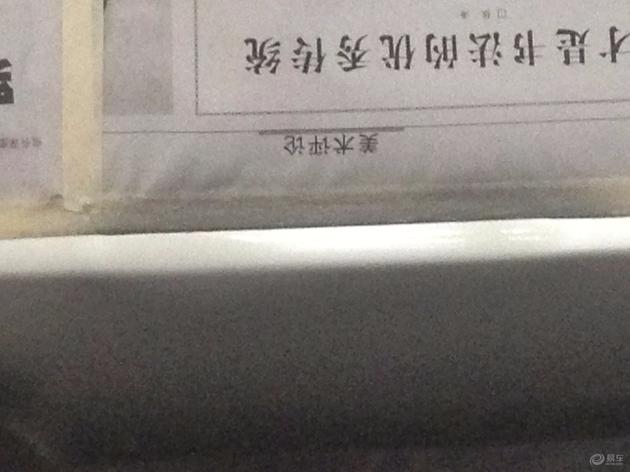 美术评论
才是书法的优秀传统
易车